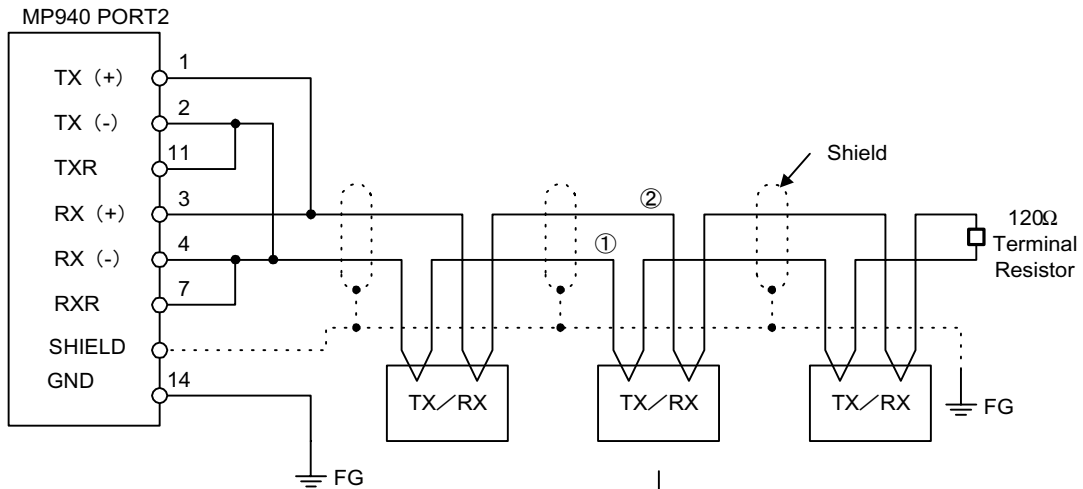 MP940 PORT2
TX (+) 1
TX (-) 2
TXR 11
RX (+) 3
RX (-) 4
RXR 7
SHIELD
GND 14
FG
Shield
②
①
120Ω
Terminal
Resistor
TX／RX
TX／RX
TX／RX
FG